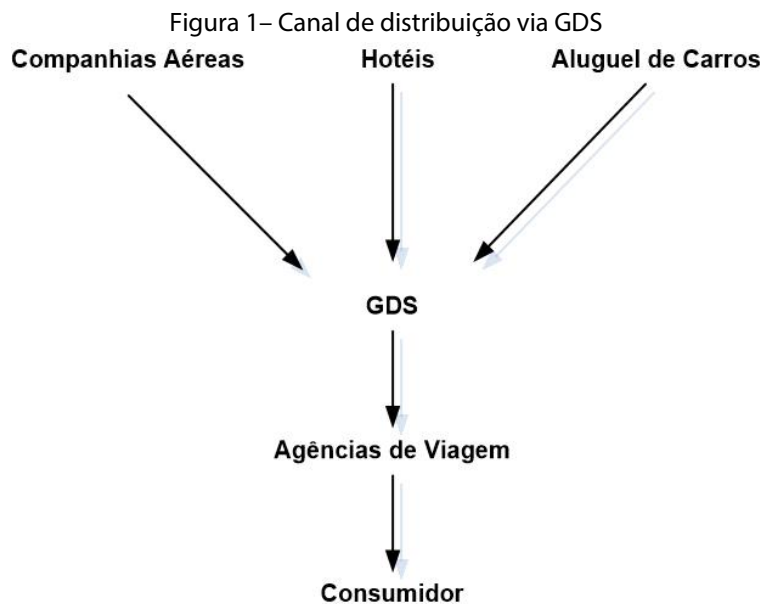 Figura 1– Canal de distribuição via GDS
Companhias Aéreas Hotéis Aluguel de Carros
GDS
Agências de Viagem
Consumidor